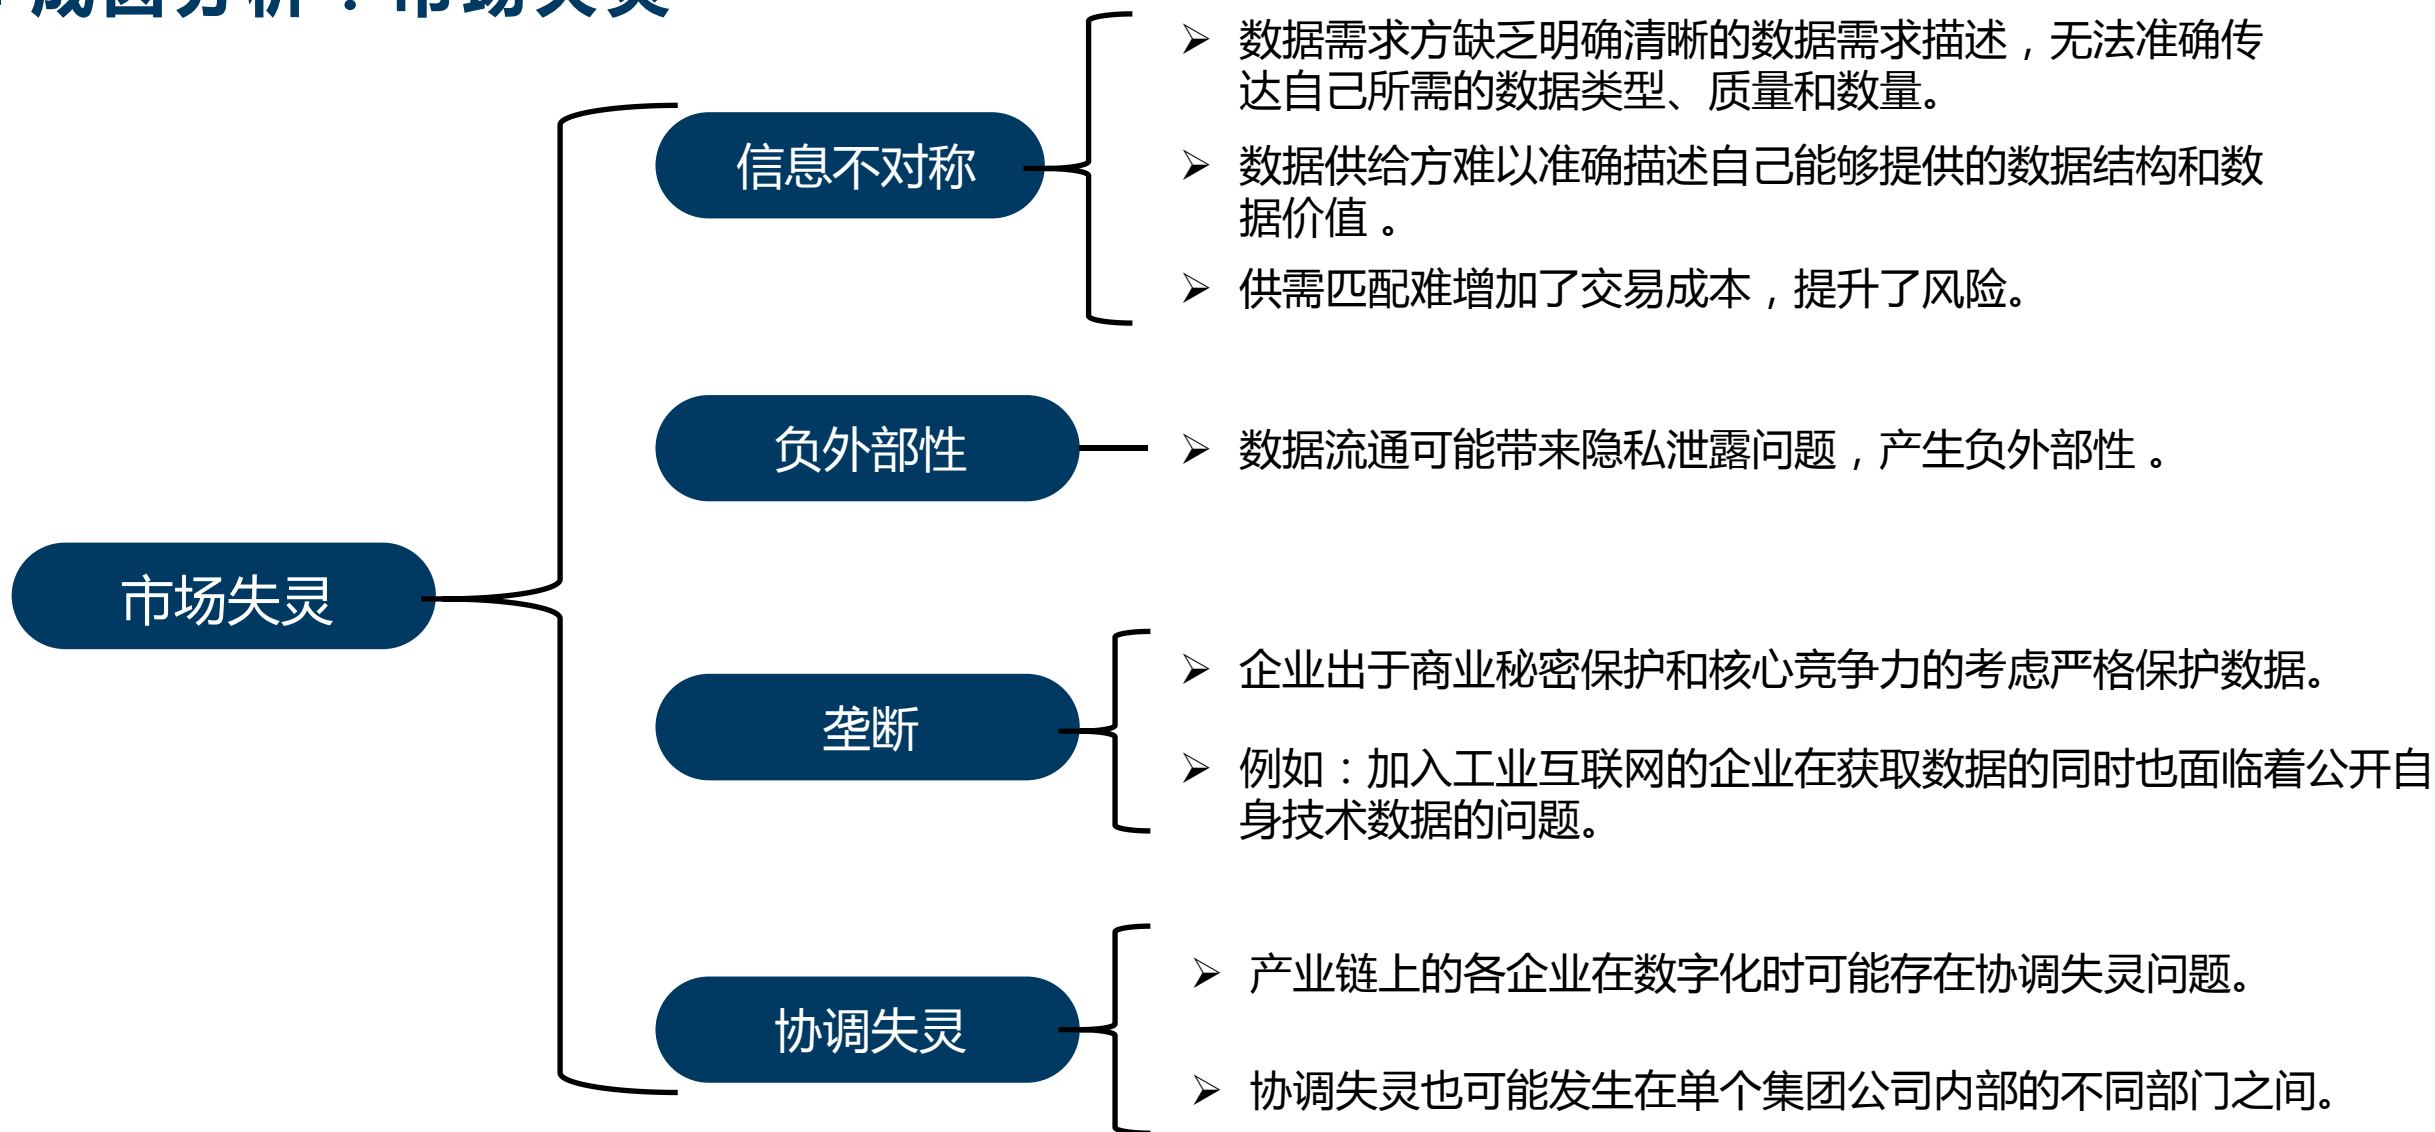 成因分析：市场失灵
数据需求方缺乏明确清晰的数据需求描述，无法准确传
达自己所需的数据类型、质量和数量。
信息不对称
数据供给方难以准确描述自己能够提供的数据结构和数
据价值 。
供需匹配难增加了交易成本，提升了风险。
负外部性
数据流通可能带来隐私泄露问题，产生负外部性 。
市场失灵
企业出于商业秘密保护和核心竞争力的考虑严格保护数据。
垄断
例如：加入工业互联网的企业在获取数据的同时也面临着公开自
身技术数据的问题。
产业链上的各企业在数字化时可能存在协调失灵问题。
协调失灵
协调失灵也可能发生在单个集团公司内部的不同部门之间。